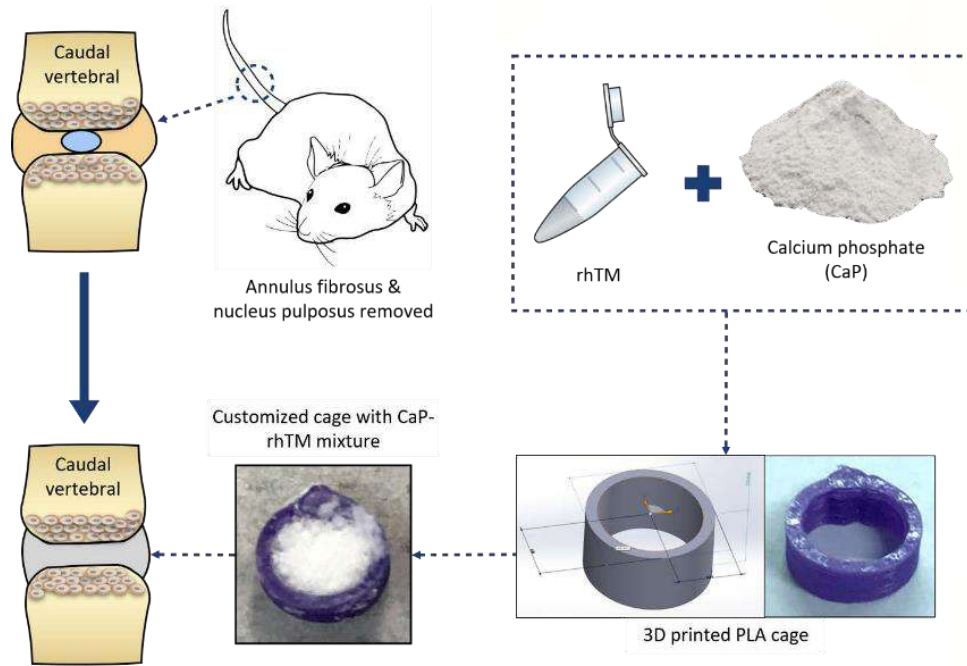 Caudal
vertebral
Annulus fibrosus &
nucleus pulposus removed
rhTM
Calcium phosphate
(CaP)
Customized cage with CaP-
rhTM mixture
Caudal
vertebral
3D printed PLA cage